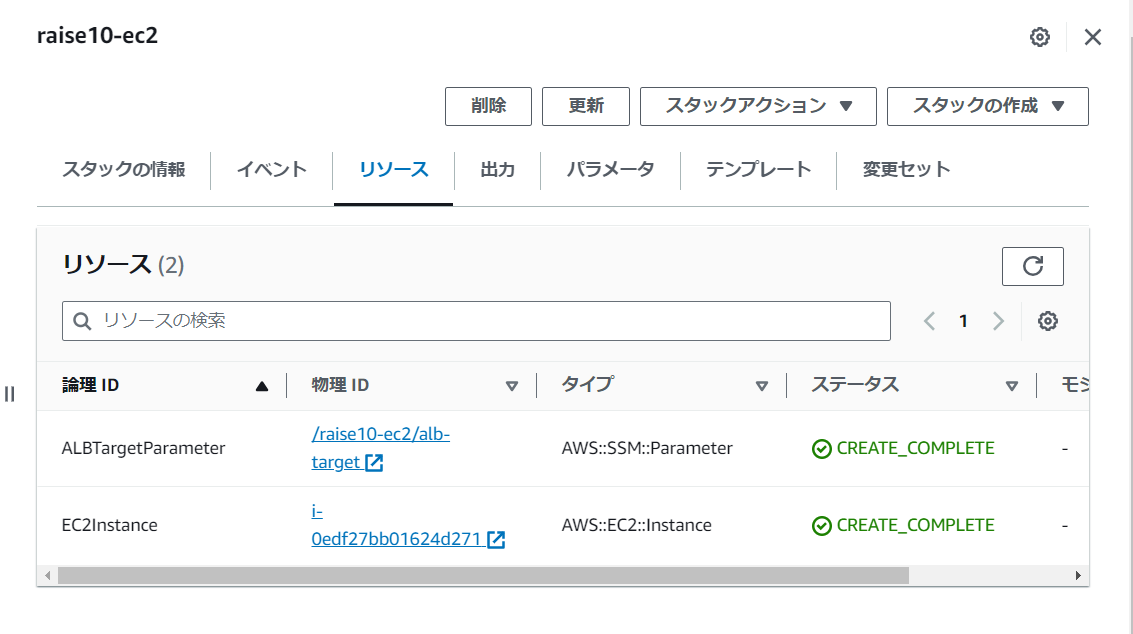 raise10-ec2
削除 更新 スタックアクション ▼ スタックの作成 ▼
スタックの情報 イベント リソース 出力 パラメータ テンプレート 変更セット
リソース (2)
リソースの検索 1
論理 ID ▲ 物理 ID ▽ タイプ ▽ ステータス ▽ モジ
ALBTargetParameter /raise10-ec2/alb- AWS::SSM::Parameter CREATE_COMPLETE -
target
EC2Instance i- AWS::EC2::Instance CREATE_COMPLETE -
0edf27bb01624d271